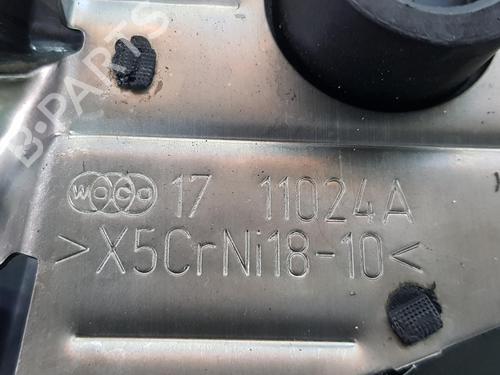 B-PARTS
WOCO 17 11024A
>X5CrNi18-10<